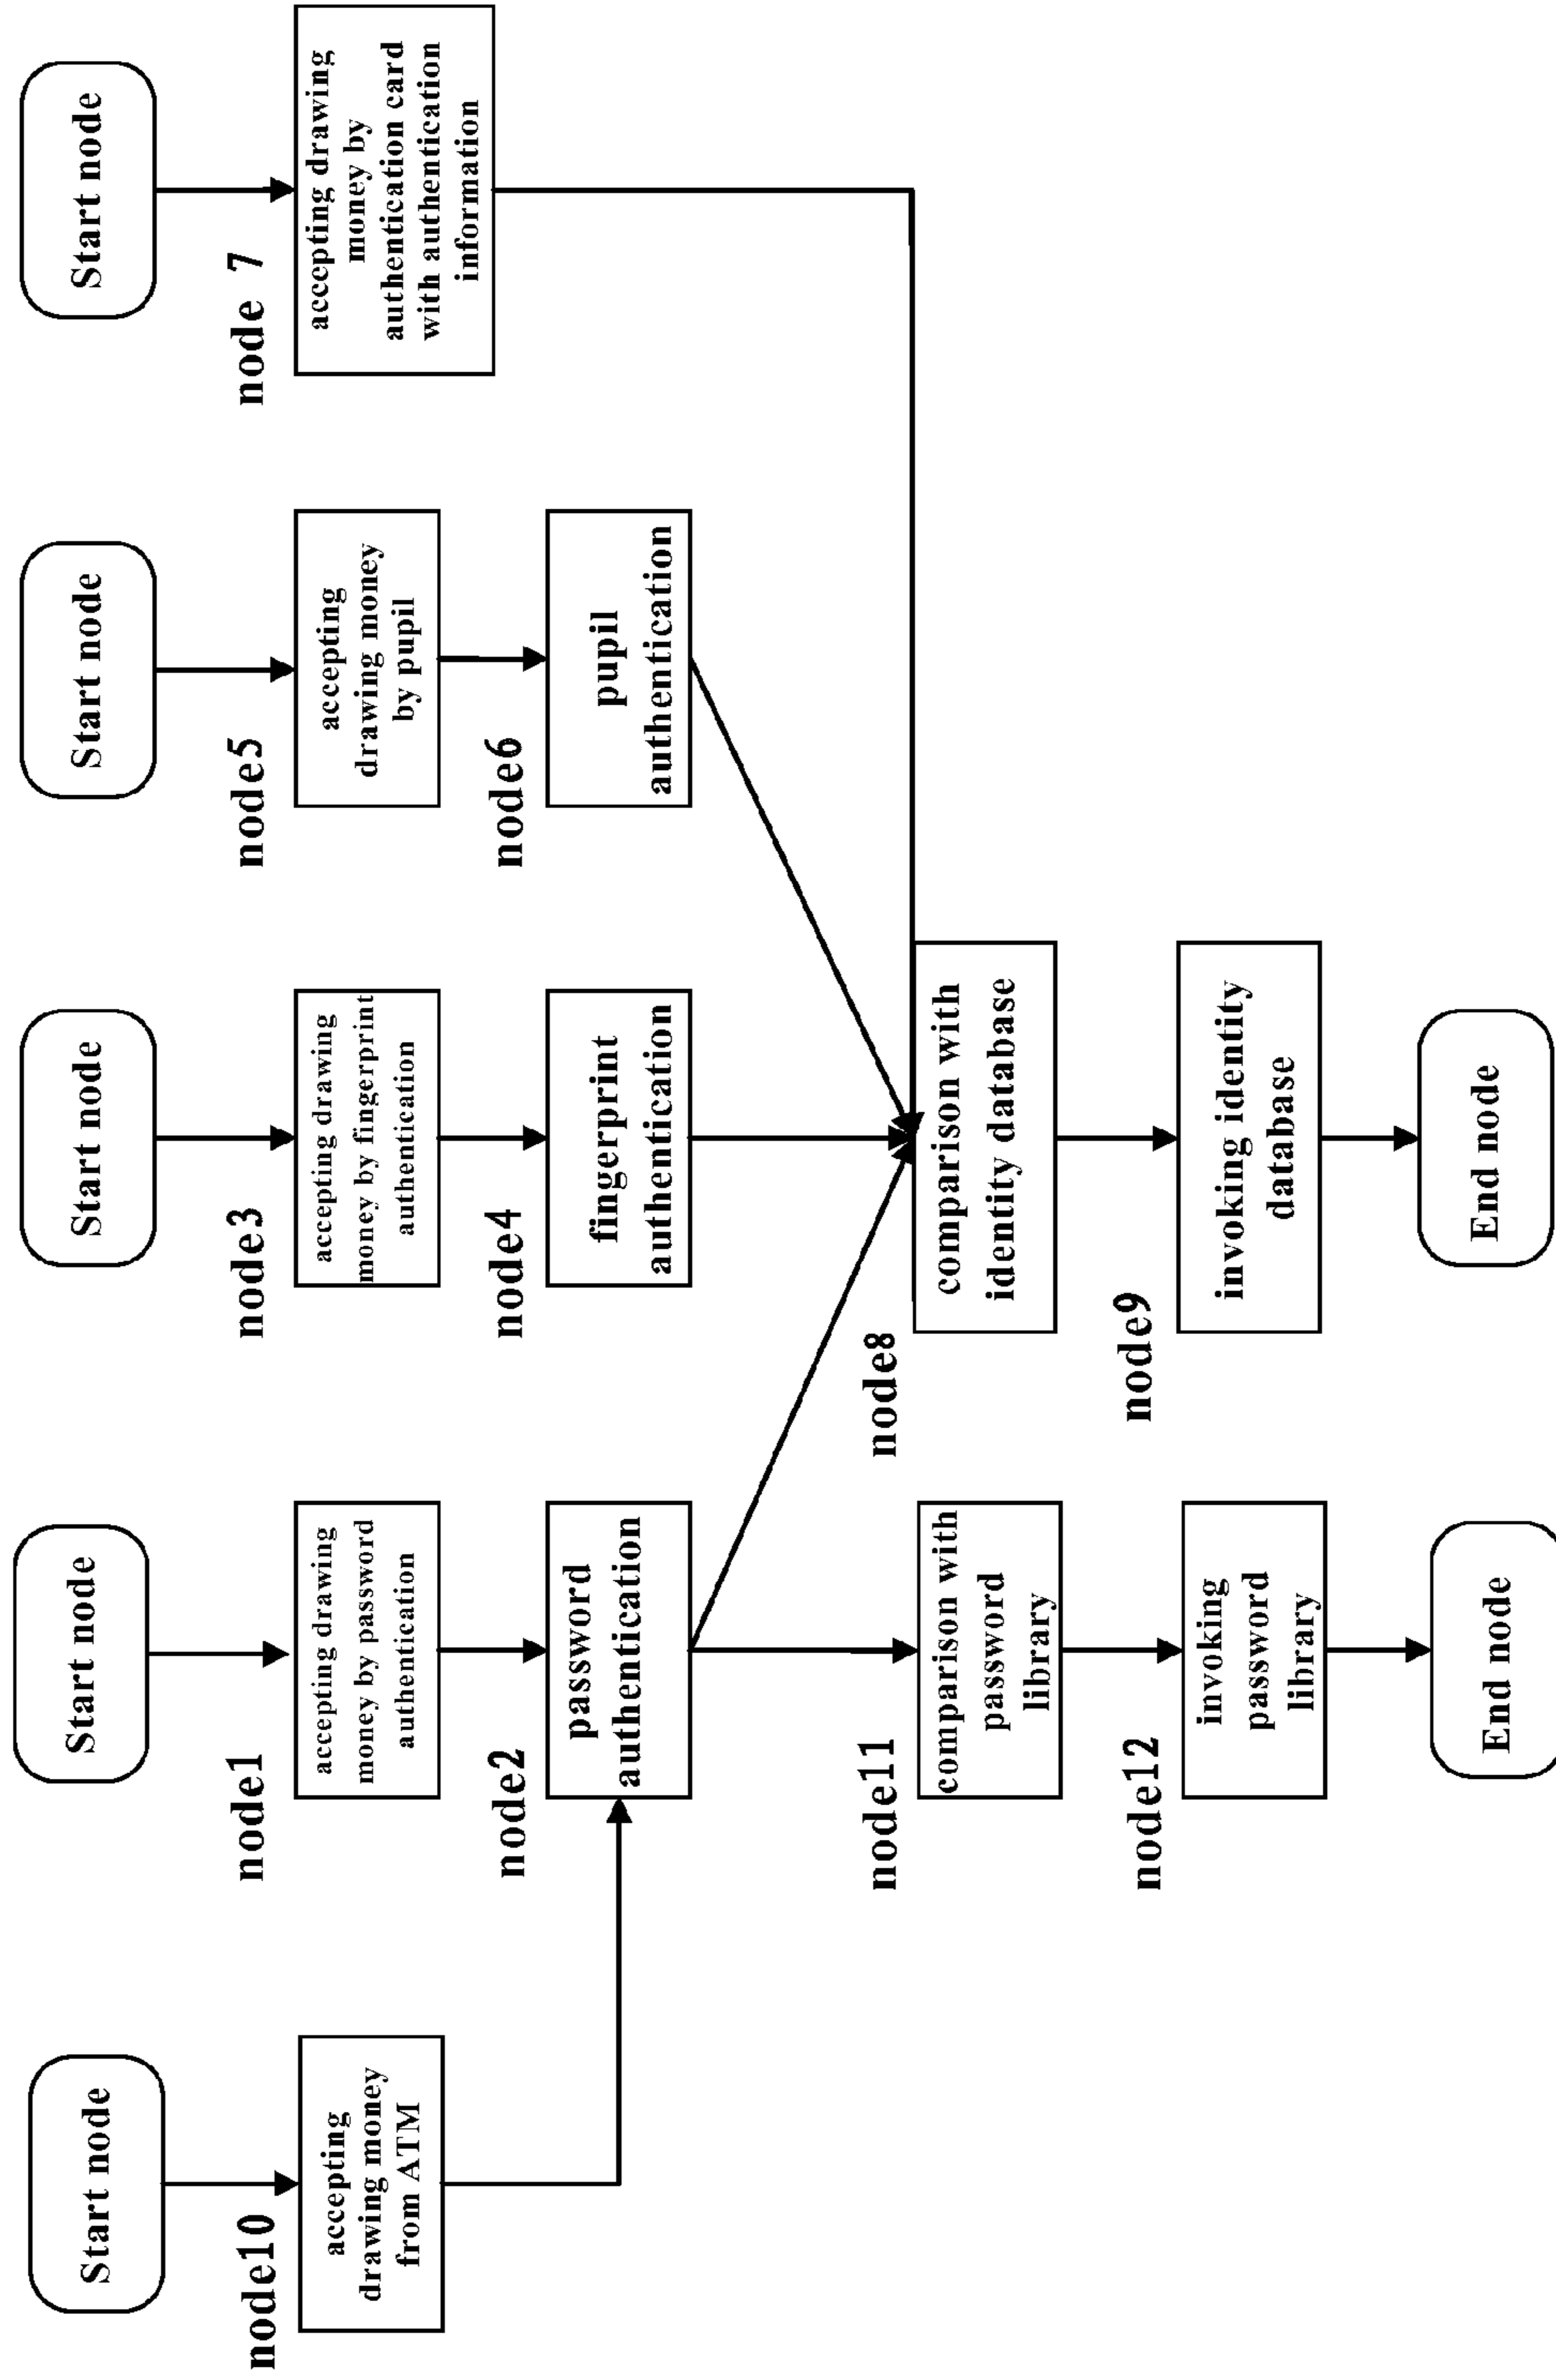 Start node
Start node
Start node
Start node
Start node
node10
accepting
drawing money
from ATM
node1
accepting drawing
money by password
authentication
node3
accepting drawing
money by fingerprint
authentication
node5
accepting
drawing money
by pupil
node 7
accepting drawing
money by
authentication card
with authentication
information
node2
password
authentication
node4
fingerprint
authentication
node6
pupil
authentication
node11
comparison with
password
library
node8
comparison with
identity database
node12
invoking
password
library
node9
invoking identity
database
End node
End node